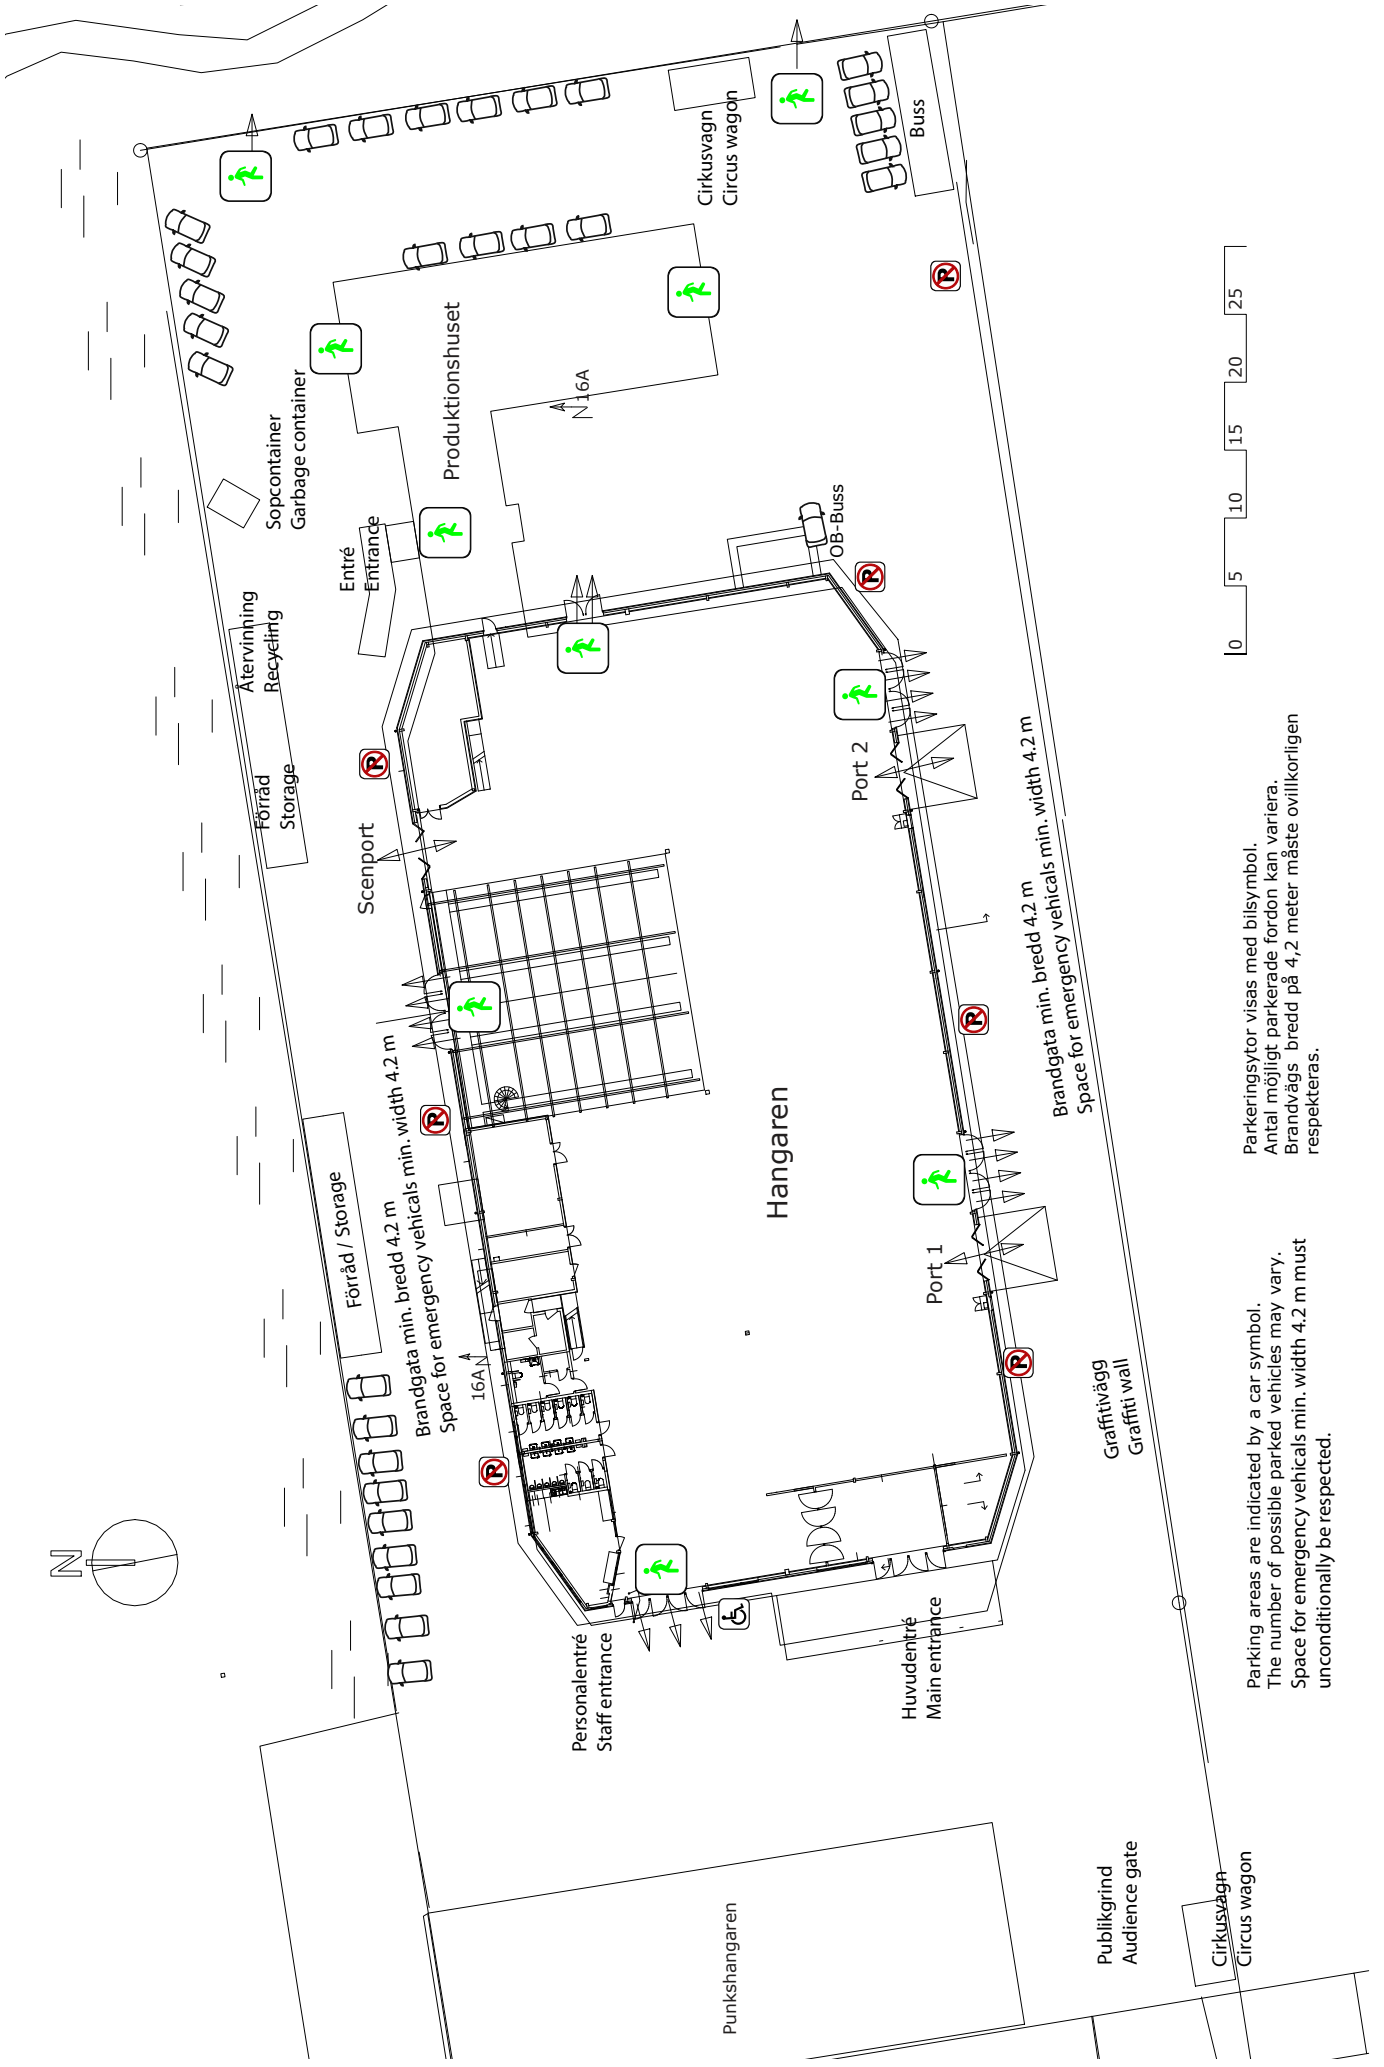 Cirkusvagn
Circus wagon
Buss
Produktionshuset
Sopcontainer
Garbage container
N
16A
Entré
Entrance
OB-Buss
Återvinning
Recycling
Förråd
Storage
Scenport
Port 2
Brandgata min. bredd 4.2 m
Space for emergency vehicals min. width 4.2 m
Förråd / Storage
Brandgata min. bredd 4.2 m
Space for emergency vehicals min. width 4.2 m
N
16A
Hangaren
Port 1
Graffitivägg
Graffiti wall
N
Personalentré
Staff entrance
Huvudentré
Main entrance
Punkshangaren
Publikgrind
Audience gate
Cirkusvagn
Circus wagon
0 5 10 15 20 25
Parkeringsytor visas med bilsymbol.
Antal möjligt parkerade fordon kan variera.
Brandvägs bredd på 4,2 meter måste ovillkorligen
respekteras.
Parking areas are indicated by a car symbol.
The number of possible parked vehicles may vary.
Space for emergency vehicals min. width 4.2 m must
unconditionally be respected.
P
P
P
P
P
P
P